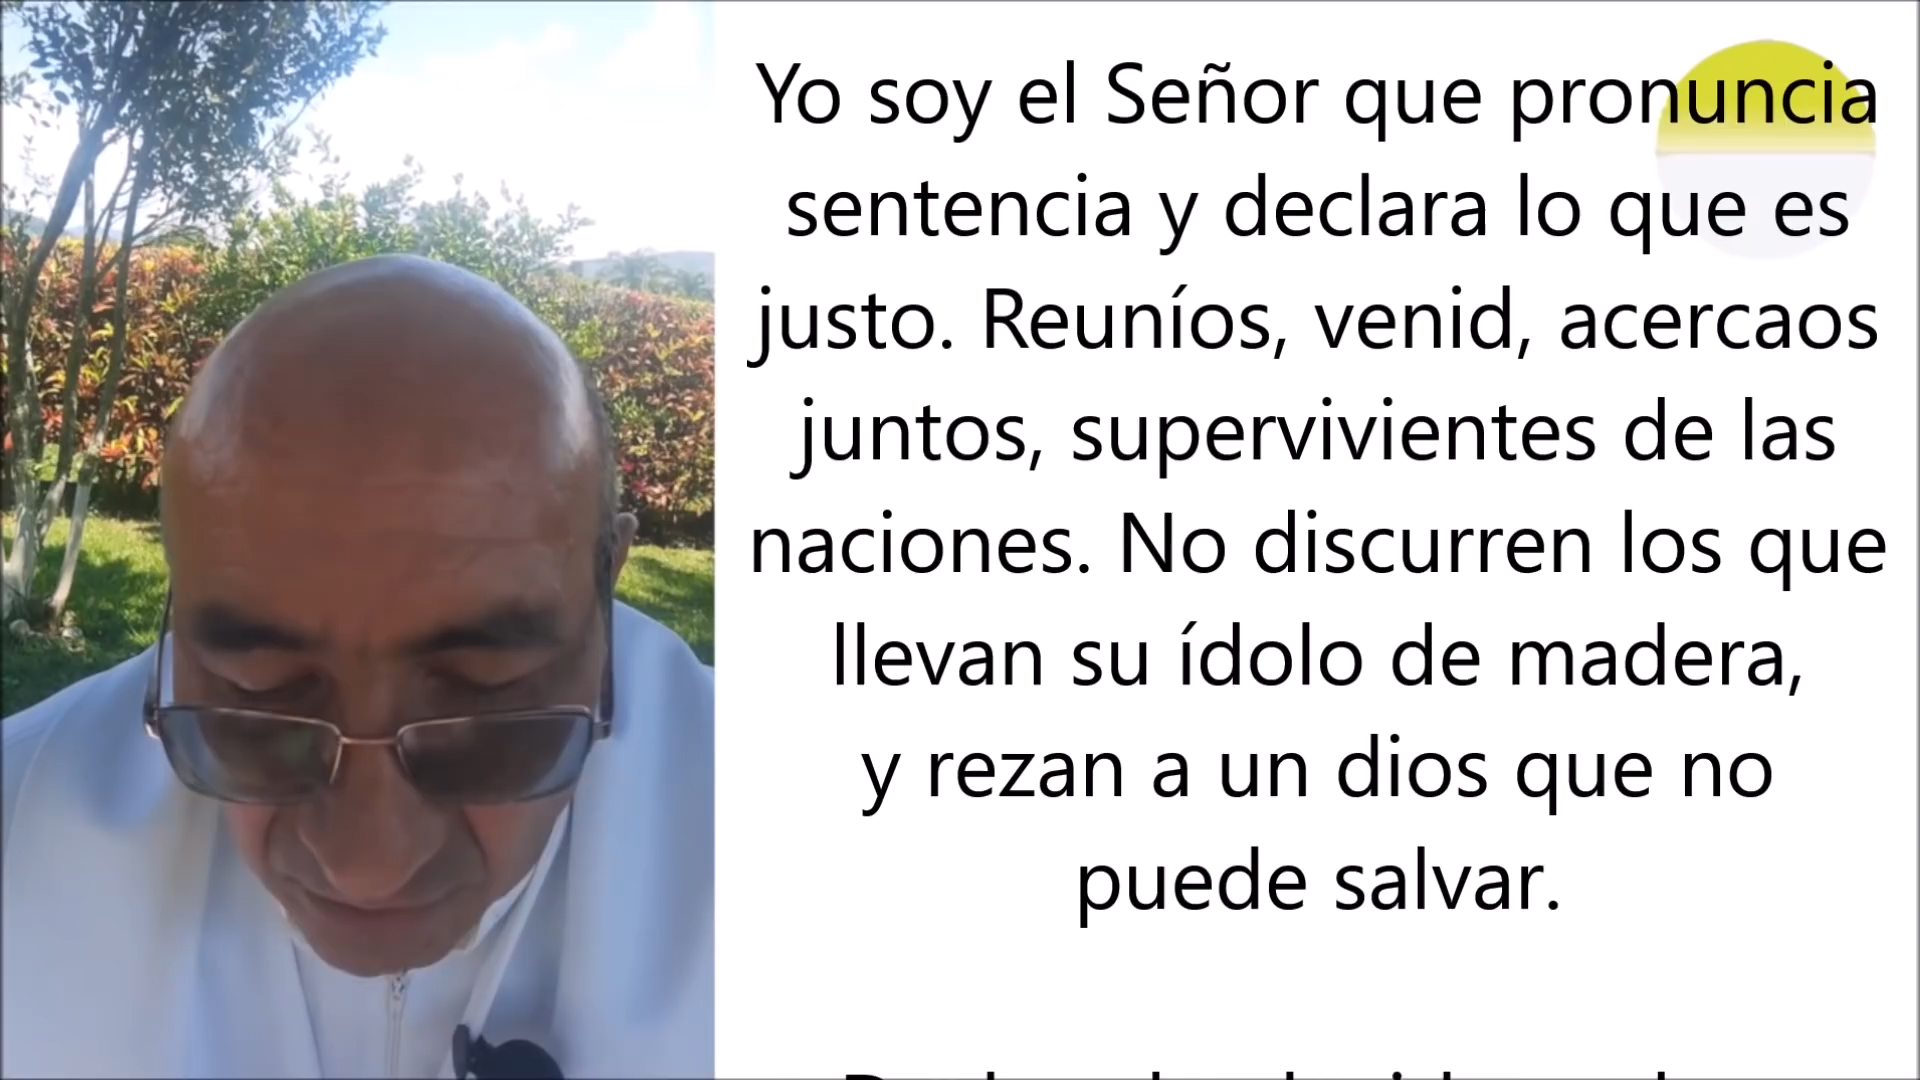 Yo soy el Señor que pronuncia
sentencia y declara lo que es
justo. Reuníos, venid, acercaos
juntos, supervivientes de las
naciones. No discurren los que
llevan su ídolo de madera,
y rezan a un dios que no
puede salvar.